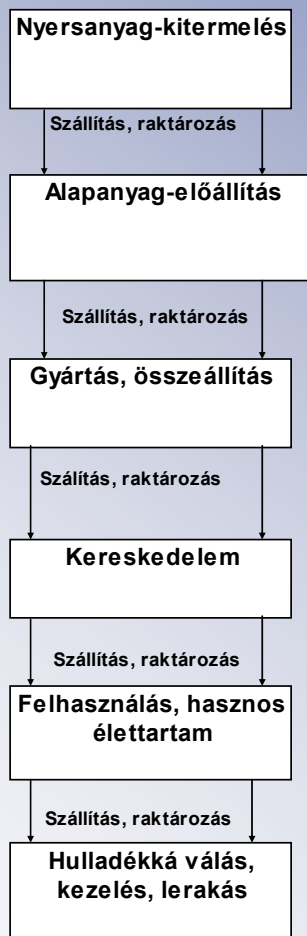 Nyersanyag-kitermelés
Szállítás, raktározás
Alapanyag-előállítás
Szállítás, raktározás
Gyártás, összeállítás
Szálítás, raktározás
Kereskedelem
Szállítás, raktározás
Felhasználás, hasznos
élettartam
Szállítás, raktározás
Hulladékká válás,
kezelés, lerakás